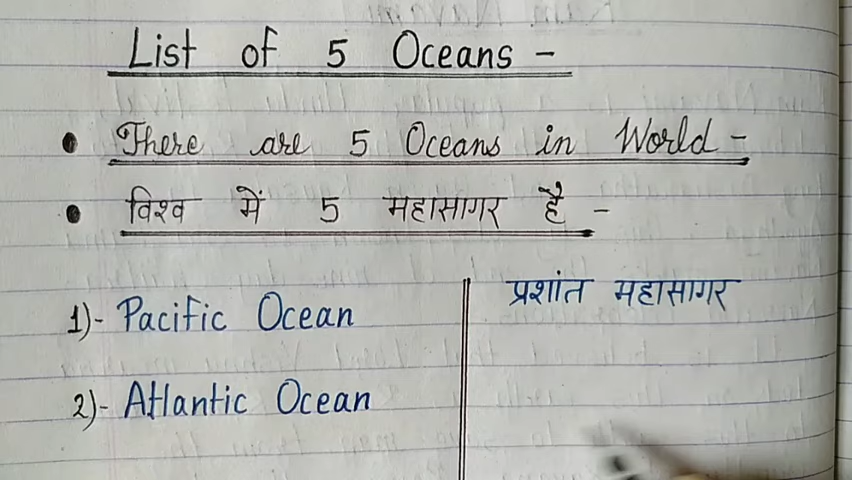 List of 5 Oceans -
• There are 5 Oceans in World -
• विश्व में 5 महासागर है -
1)- Pacific Ocean
प्रशांत महासागर
2)- Atlantic Ocean